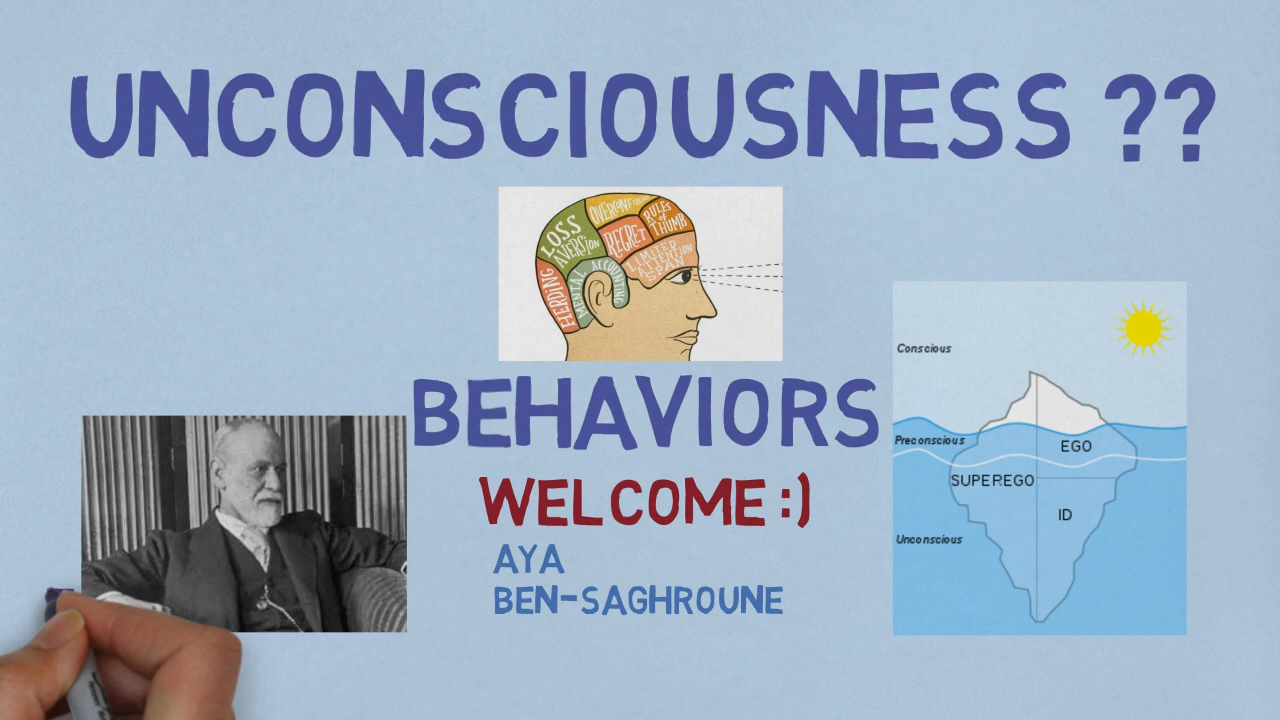 UNCONSCIOUSNESS ??
LOSS
AVERSION
RULES
of
THUMB
REGRET
LIMITED
ATTENTION
SPAN
HERDING
MENTAL ACCOUNTING
Conscious
BEHAVIORS
Preconscious
EGO
SUPEREGO
ID
Unconscious
WELCOME :)
AYA
BEN-SAGHROUNE